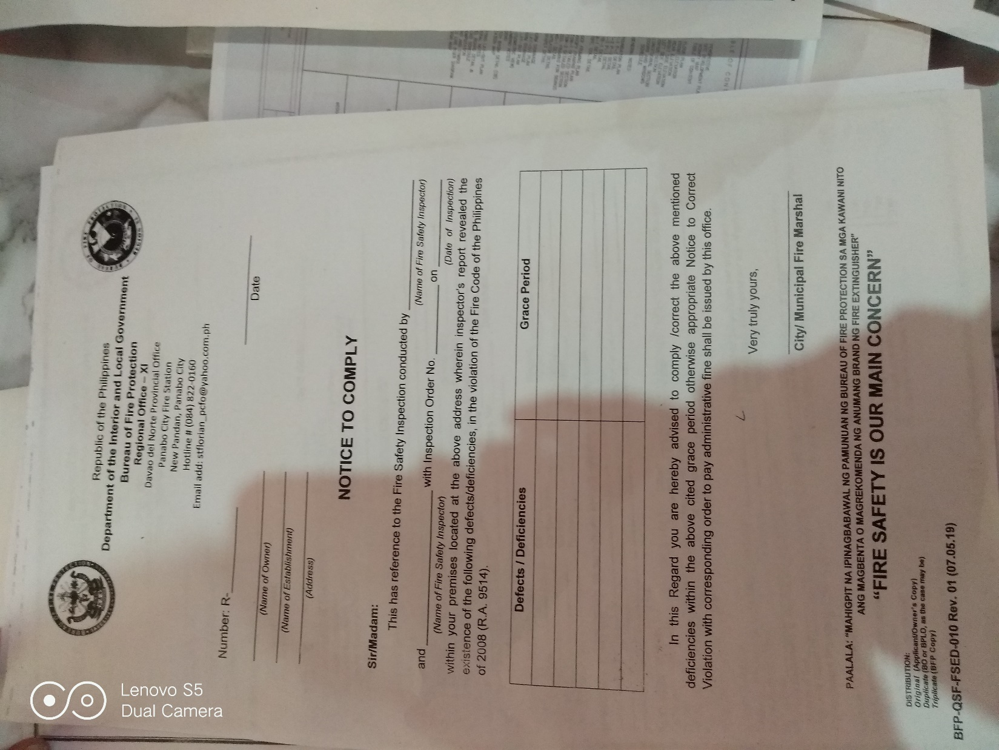 Republic of the Philippines
Department of the Interior and Local Government
Bureau of Fire Protection
Regional Office – XI
Davao del Norte Provincial Office
Panabo City Fire Station
New Pandan, Panabo City
Hotline # (084) 822-0160
Email add: stflorian_pcfo@yahoo.com.ph
Number: R-
Date
(Name of Owner)
(Name of Establishment)
(Address)
NOTICE TO COMPLY
Sir/Madam:
This has reference to the Fire Safety Inspection conducted by
(Name of Fire Safety Inspector)
and with Inspection Order No. on
(Name of Fire Safety Inspector) (Date of Inspection)
within your premises located at the above address wherein inspector's report revealed the
existence of the following defects/deficiencies, in the violation of the Fire Code of the Philippines
of 2008 (R.A. 9514).
Defects / Deficiencies Grace Period
In this Regard you are hereby advised to comply /correct the above mentioned
deficiencies within the above cited grace period otherwise appropriate Notice to Correct
Violation with corresponding order to pay administrative fine shall be issued by this office.
Very truly yours,
City/ Municipal Fire Marshal
PAALALA: “MAHIGPIT NA IPINAGBABAWAL NG PAMUNUAN NG BUREAU OF FIRE PROTECTION SA MGA KAWANI NITO
ANG MAGBENTA O MAGREKOMENDA NG ANUMANG BRAND NG FIRE EXTINGUISHER”
“FIRE SAFETY IS OUR MAIN CONCERN”
DISTRIBUTION:
Original (Applicant/Owner's Copy)
Duplicate (BO or BPLO, as the case may be)
Triplicate (BFP Copy)
BFP-QSF-FSED-010 Rev. 01 (07.05.19)
Lenovo S5
Dual Camera